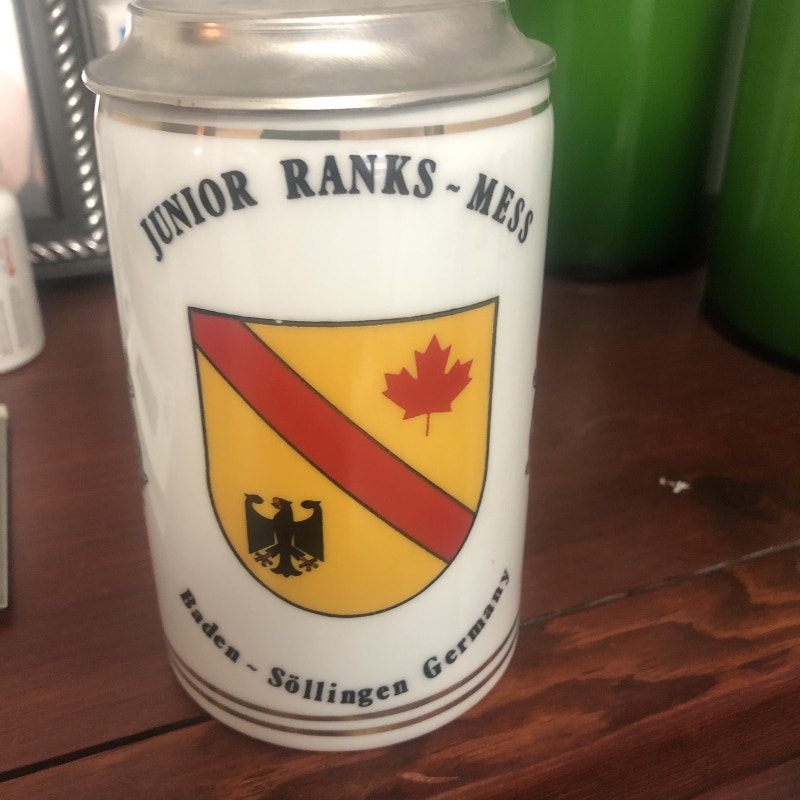 JUNIOR RANKS ~ MESS
Baden ~ Söllingen Germany